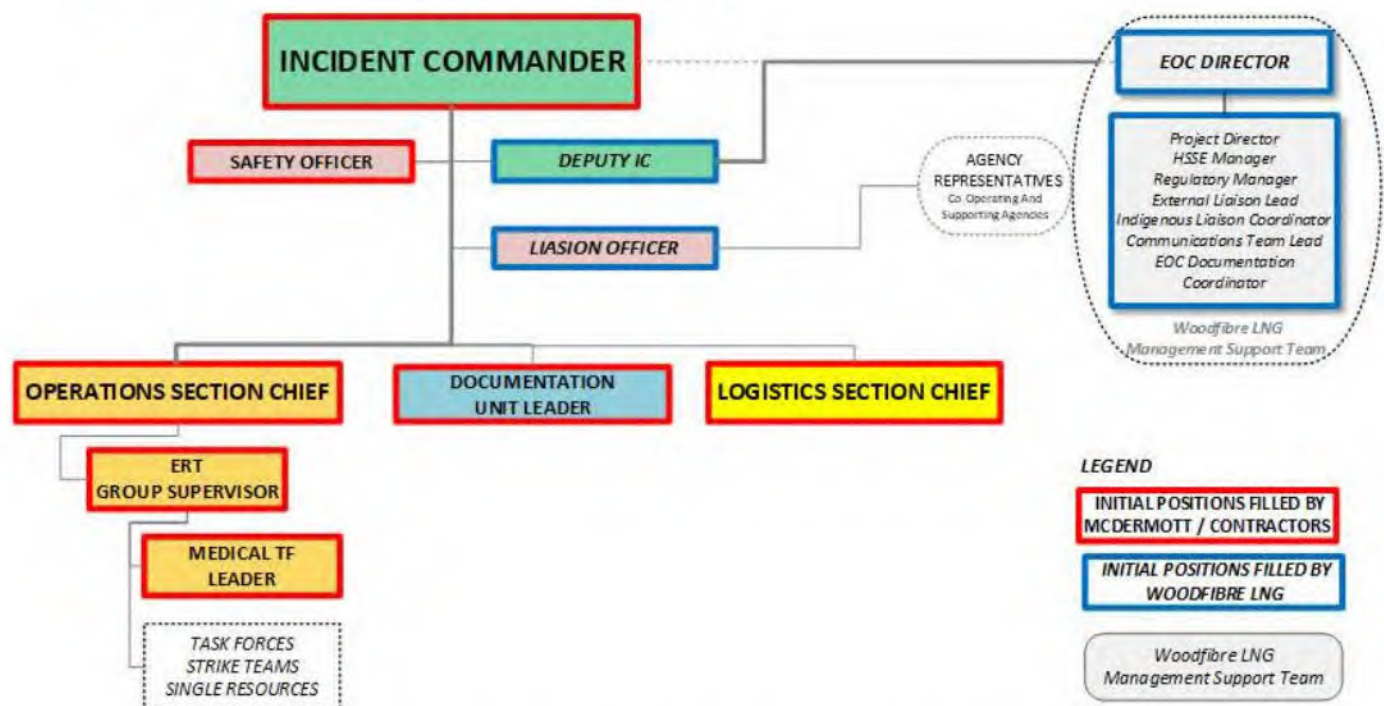 INCIDENT COMMANDER
EOC DIRECTOR
SAFETY OFFICER
DEPUTY IC
LIASION OFFICER
AGENCY
REPRESENTATIVES
Co Operating And
Supporting Agencies
Project Director
HSSE Manager
Regulatory Manager
External Liaison Lead
Indigenous Liaison Coordinator
Communications Team Lead
EOC Documentation
Coordinator
Woodfibre LNG
Management Support Team
OPERATIONS SECTION CHIEF
DOCUMENTATION
UNIT LEADER
LOGISTICS SECTION CHIEF
ERT
GROUP SUPERVISOR
MEDICAL TF
LEADER
TASK FORCES
STRIKE TEAMS
SINGLE RESOURCES
LEGEND
INITIAL POSITIONS FILLED BY
MCDERMOTT / CONTRACTORS
INITIAL POSITIONS FILLED BY
WOODFIBRE LNG
Woodfibre LNG
Management Support Team